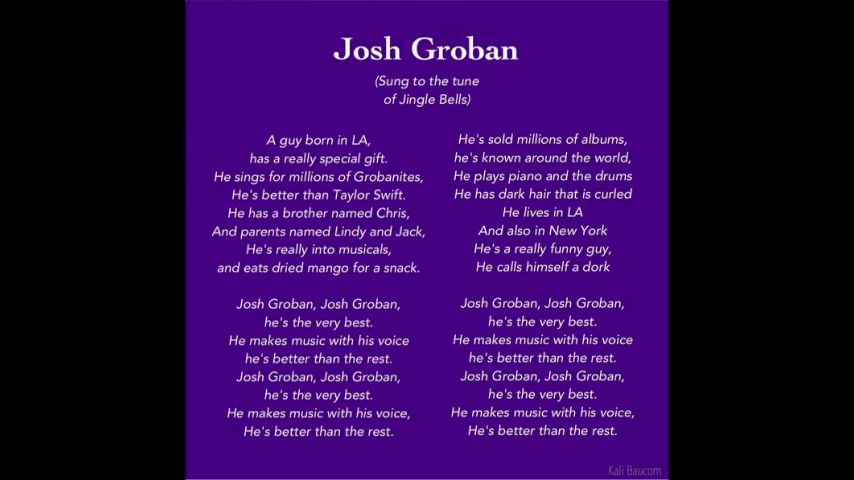 Josh Groban
(Sung to the tune
of Jingle Bells)
A guy born in LA,
has a really special gift.
He sings for millions of Grobanites,
He's better than Taylor Swift.
He has a brother named Chris,
And parents named Lindy and Jack,
He's really into musicals,
and eats dried mango for a snack.
Josh Groban, Josh Groban,
he's the very best.
He makes music with his voice
he's better than the rest.
Josh Groban, Josh Groban,
he's the very best.
He makes music with his voice,
He's better than the rest.
He's sold millions of albums,
he's known around the world,
He plays piano and the drums
He has dark hair that is curled
He lives in LA
And also in New York
He's a really funny guy,
He calls himself a dork
Josh Groban, Josh Groban,
he's the very best.
He makes music with his voice
he's better than the rest.
Josh Groban, Josh Groban,
he's the very best.
He makes music with his voice,
He's better than the rest.
Kali Baucom